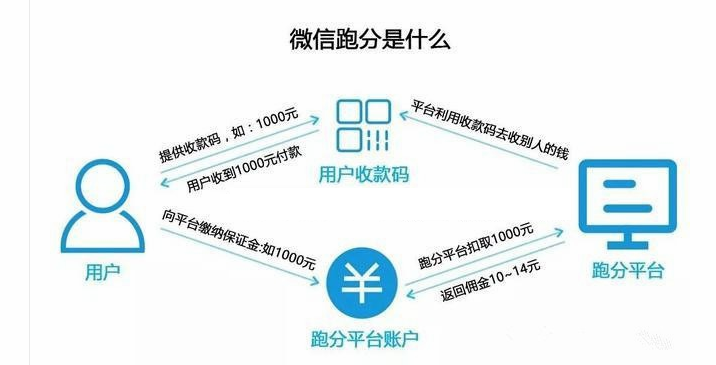 微信跑分是什么
提供收款码，如：1000元
用户收到1000元付款
平台利用收款码去收别人的钱
用户收款码
向平台缴纳保证金:如1000元
跑分平台扣取1000元
返回佣金10~14元
用户
跑分平台
¥
跑分平台账户